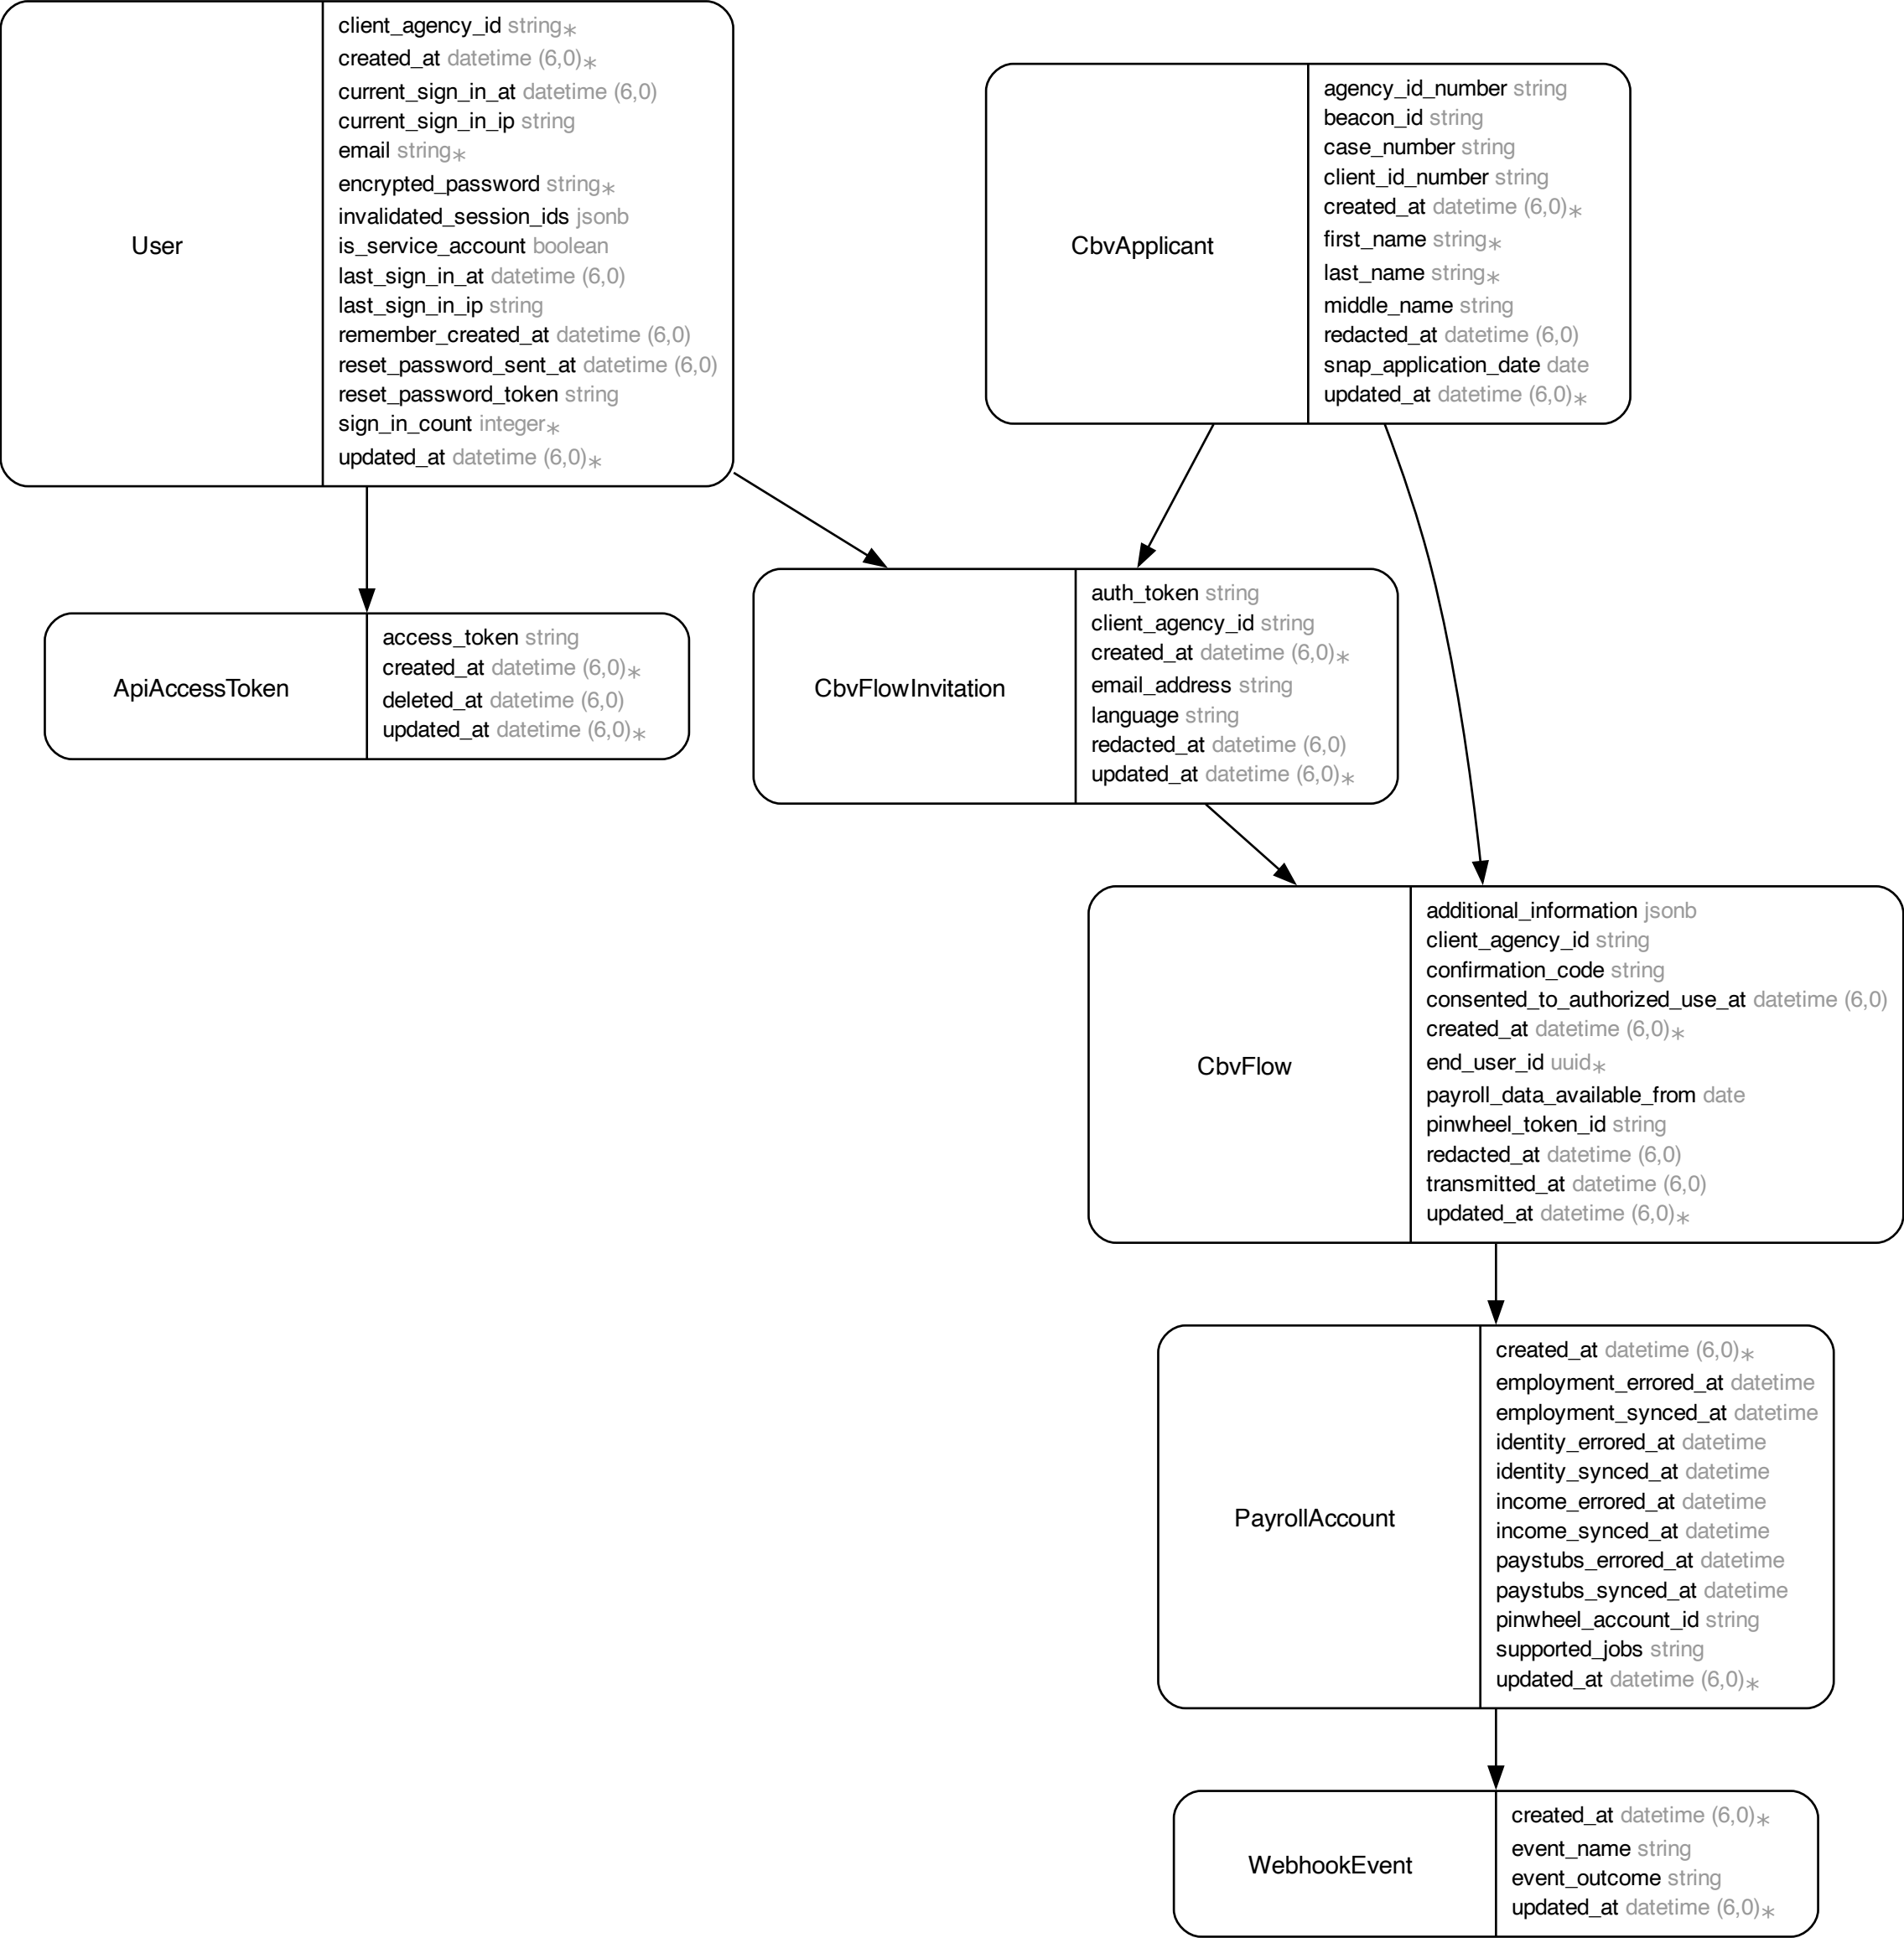 User
client_agency_id string*
created_at datetime (6,0)*
current_sign_in_at datetime (6,0)
current_sign_in_ip string
email string*
encrypted_password string*
invalidated_session_ids jsonb
is_service_account boolean
last_sign_in_at datetime (6,0)
last_sign_in_ip string
remember_created_at datetime (6,0)
reset_password_sent_at datetime (6,0)
reset_password_token string
sign_in_count integer*
updated_at datetime (6,0)*
CbvApplicant
agency_id_number string
beacon_id string
case_number string
client_id_number string
created_at datetime (6,0)*
first_name string*
last_name string*
middle_name string
redacted_at datetime (6,0)
snap_application_date date
updated_at datetime (6,0)*
ApiAccessToken
access_token string
created_at datetime (6,0)*
deleted_at datetime (6,0)
updated_at datetime (6,0)*
CbvFlowInvitation
auth_token string
client_agency_id string
created_at datetime (6,0)*
email_address string
language string
redacted_at datetime (6,0)
updated_at datetime (6,0)*
CbvFlow
additional_information jsonb
client_agency_id string
confirmation_code string
consented_to_authorized_use_at datetime (6,0)
created_at datetime (6,0)*
end_user_id uuid*
payroll_data_available_from date
pinwheel_token_id string
redacted_at datetime (6,0)
transmitted_at datetime (6,0)
updated_at datetime (6,0)*
PayrollAccount
created_at datetime (6,0)*
employment_errored_at datetime
employment_synced_at datetime
identity_errored_at datetime
identity_synced_at datetime
income_errored_at datetime
income_synced_at datetime
paystubs_errored_at datetime
paystubs_synced_at datetime
pinwheel_account_id string
supported_jobs string
updated_at datetime (6,0)*
WebhookEvent
created_at datetime (6,0)*
event_name string
event_outcome string
updated_at datetime (6,0)*